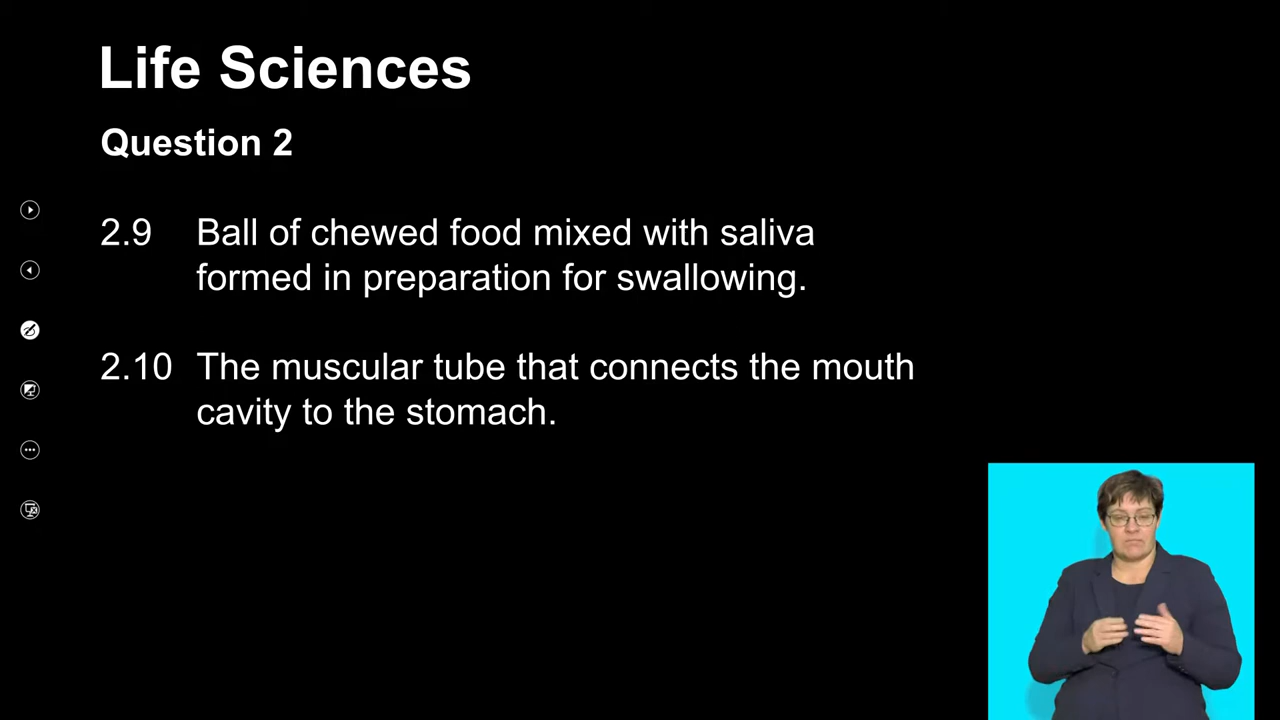 Life Sciences
Question 2
2.9 Ball of chewed food mixed with saliva
formed in preparation for swallowing.
2.10 The muscular tube that connects the mouth
cavity to the stomach.